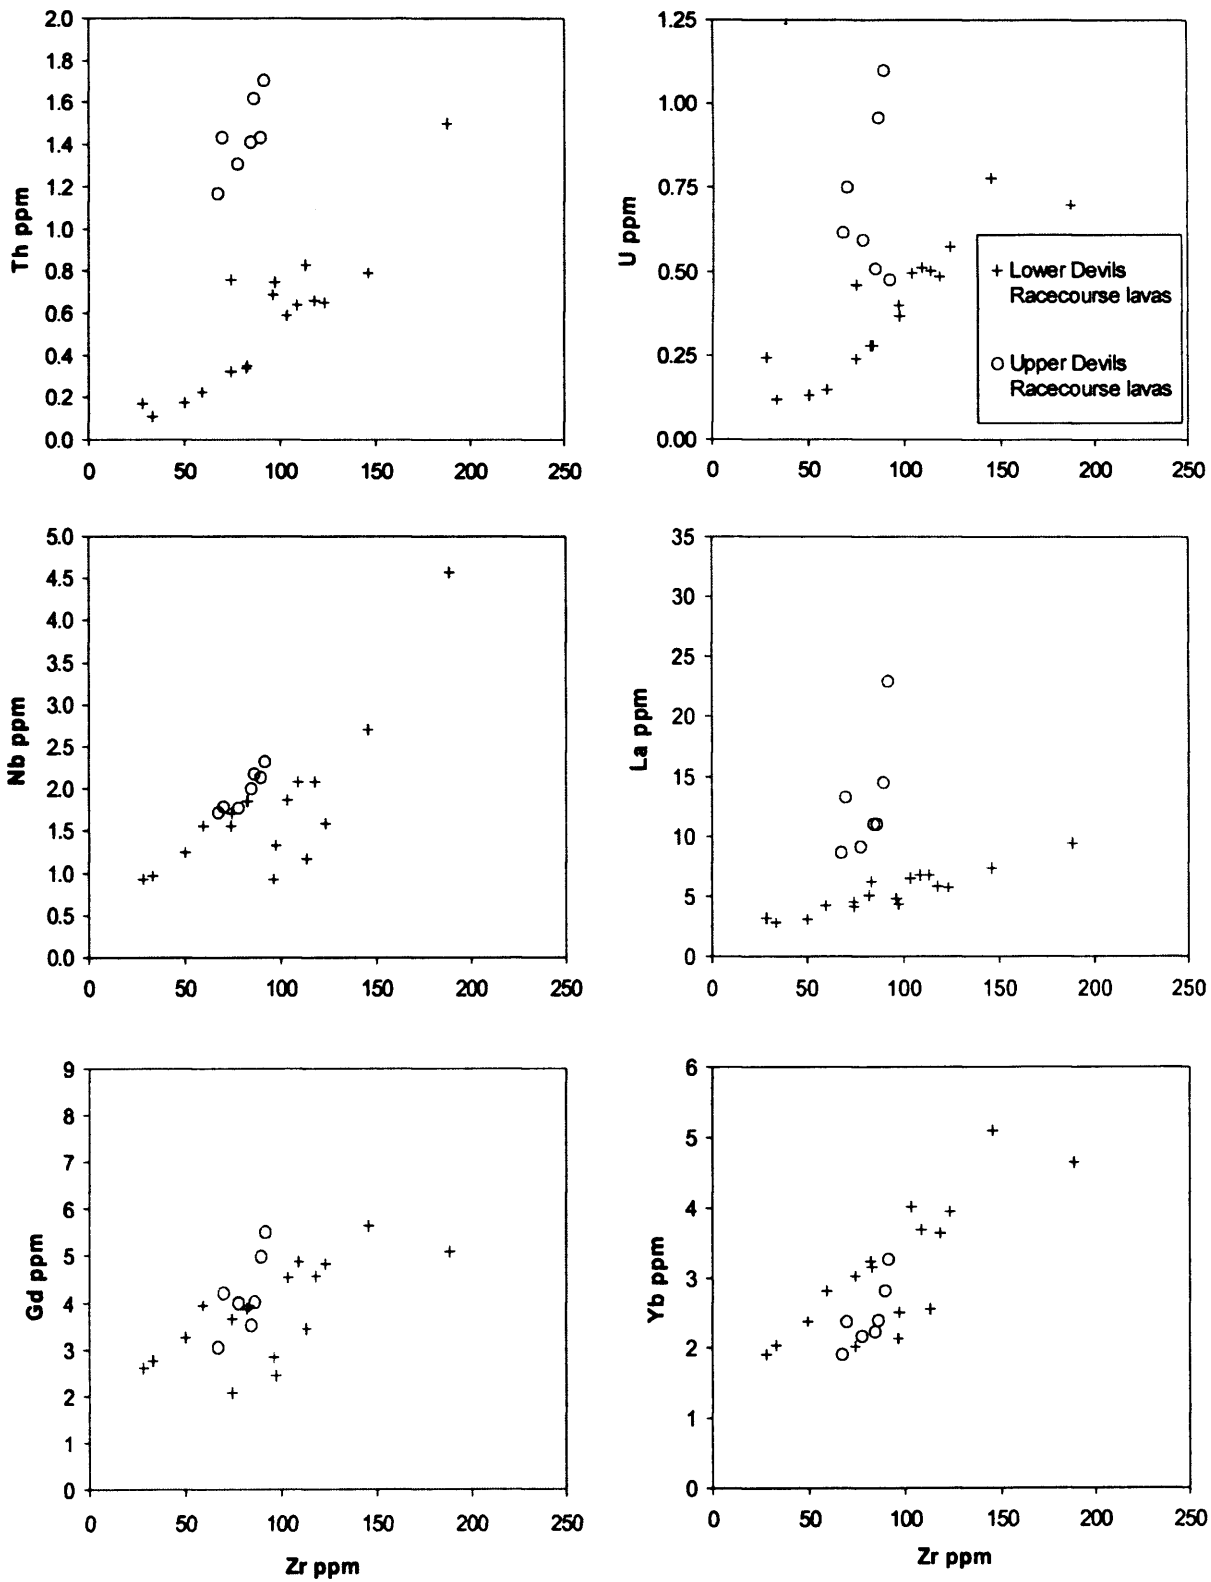 2.0
1.8
1.6
1.4
1.2
1.0
0.8
0.6
0.4
0.2
0.0
Th ppm
0 50 100 150 200 250
1.25
1.00
0.75
0.50
0.25
0.00
U ppm
0 50 100 150 200 250
+ Lower Devils
Racecourse lavas
O Upper Devils
Racecourse lavas
5.0
4.5
4.0
3.5
3.0
2.5
2.0
1.5
1.0
0.5
0.0
Nb ppm
0 50 100 150 200 250
35
30
25
20
15
10
5
0
La ppm
0 50 100 150 200 250
9
8
7
6
5
4
3
2
1
0
Gd ppm
0 50 100 150 200 250
Zr ppm
6
5
4
3
2
1
0
Yb ppm
0 50 100 150 200 250
Zr ppm